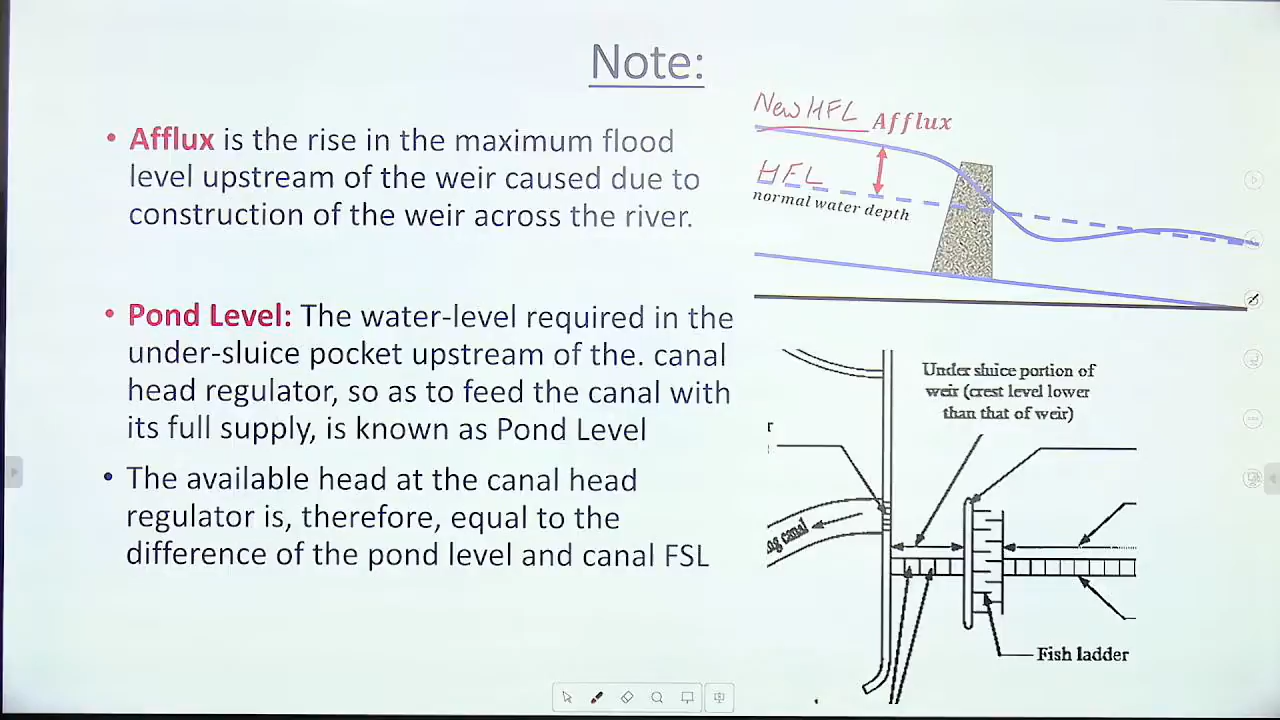 Note:
• Afflux is the rise in the maximum flood
level upstream of the weir caused due to
construction of the weir across the river.
• Pond Level: The water-level required in the
under-sluice pocket upstream of the. canal
head regulator, so as to feed the canal with
its full supply, is known as Pond Level
• The available head at the canal head
regulator is, therefore, equal to the
difference of the pond level and canal FSL
New HFL
Afflux
HFL
normal water depth
Under sluice portion of
weir (crest level lower
than that of weir)
r
ng canal
Fish ladder